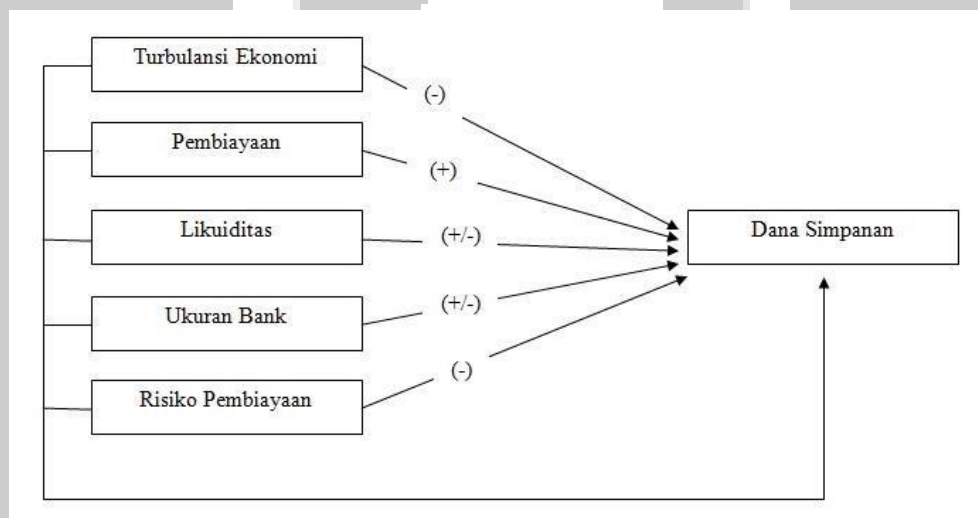 Turbulansi Ekonomi
(-)
Pembiayaan
(+)
Likuiditas
(+/-)
Dana Simpanan
Ukuran Bank
(+/-)
Risiko Pembiayaan
(-)